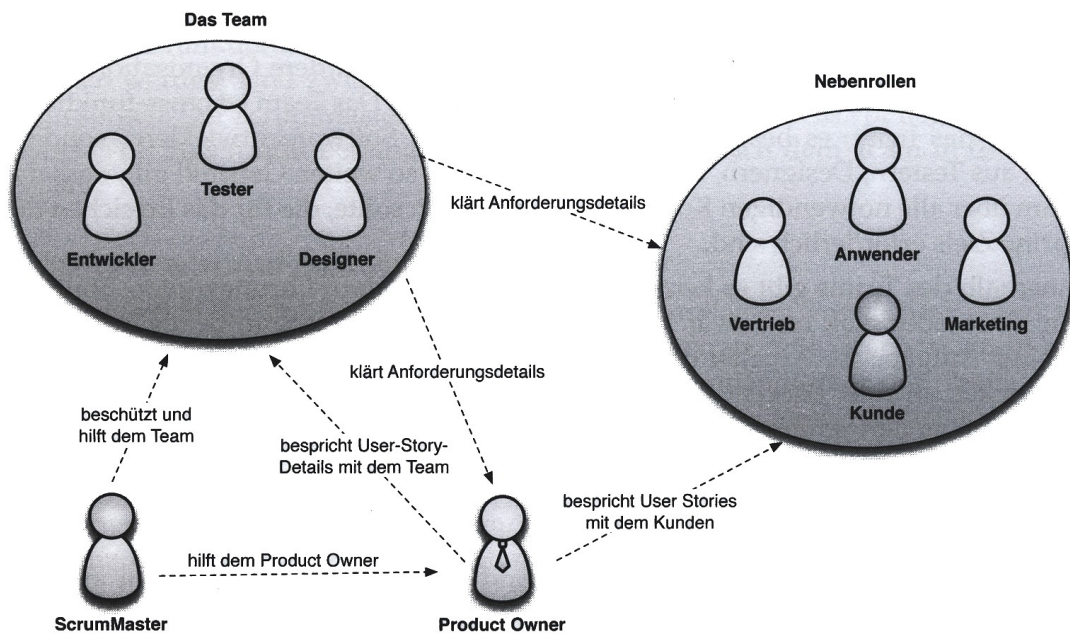 Das Team
Nebenrollen
Tester
Entwickler
Designer
klärt Anforderungsdetails
Anwender
Vertrieb
Marketing
Kunde
klärt Anforderungsdetails
beschützt und
hilft dem Team
bespricht User-Story-
Details mit dem Team
bespricht User Stories
mit dem Kunden
hilft dem Product Owner
ScrumMaster
Product Owner